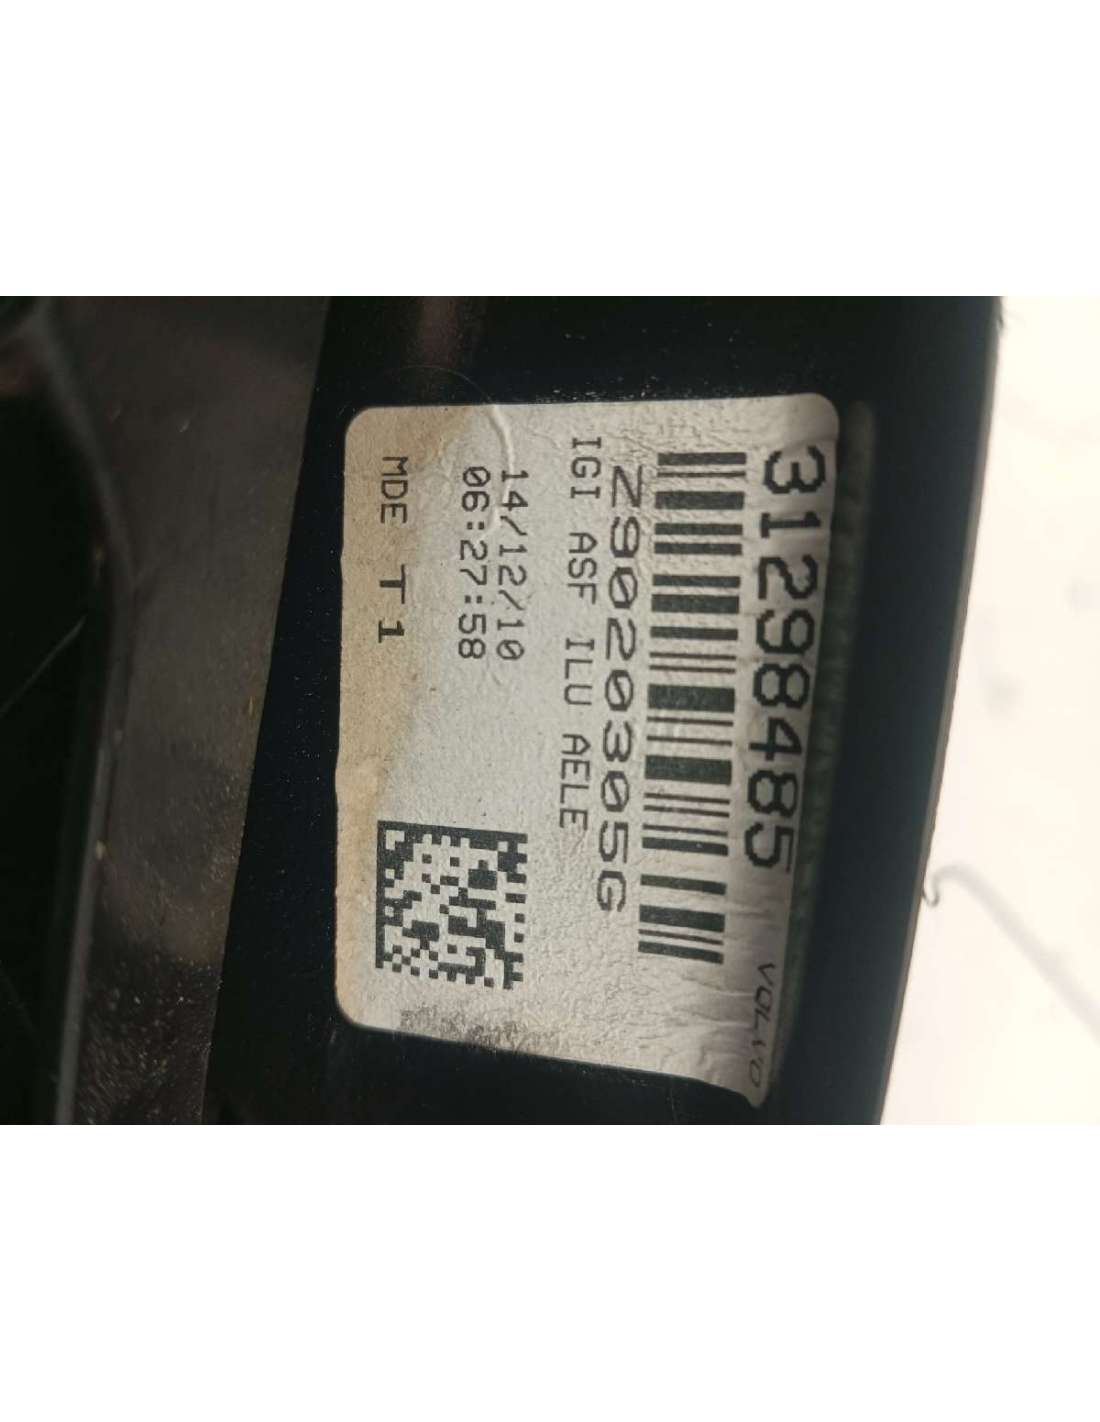 31298485 VOLVO
Z9020305G
IGI ASF ILU AELE
14/12/10
06:27:58
MDE T1